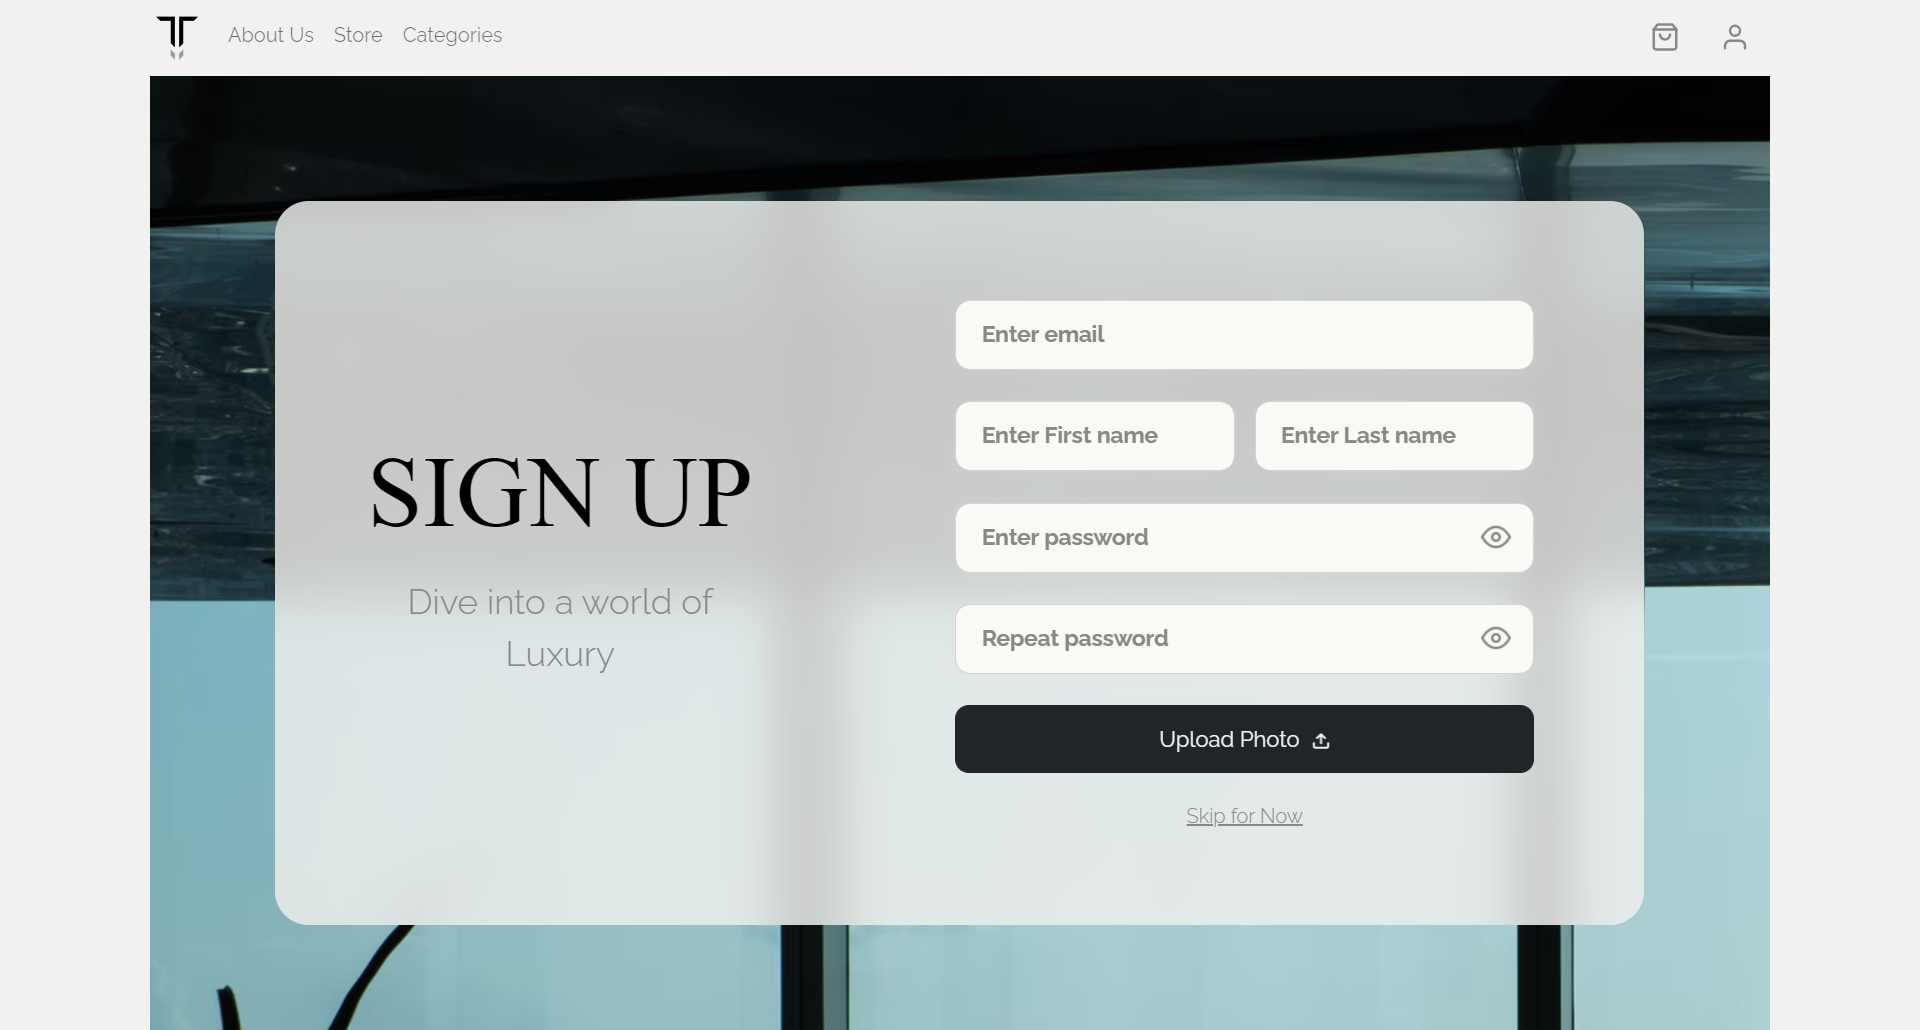 About Us
Store
Categories
SIGN UP
Dive into a world of
Luxury
Enter email
Enter First name
Enter Last name
Enter password
Repeat password
Upload Photo
Skip for Now